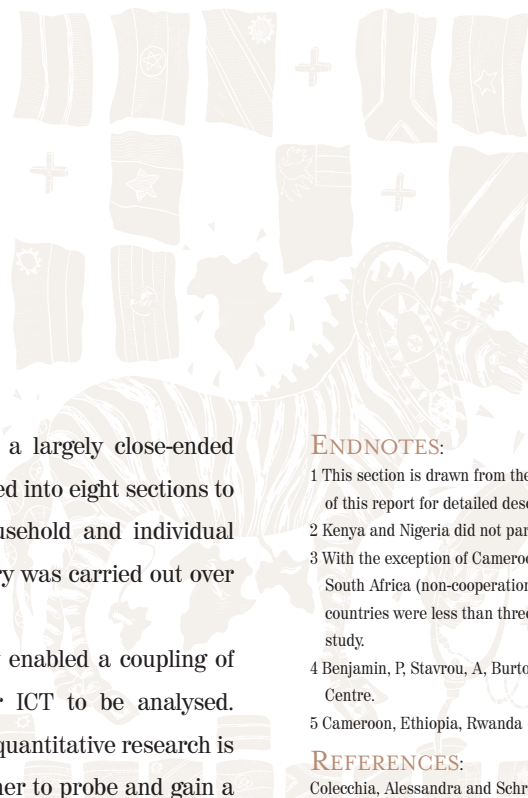 a largely close-ended
ed into eight sections to
usehold and individual
ry was carried out over
enabled a coupling of
ICT to be analysed.
quantitative research is
her to probe and gain a
ENDNOTES:
1 This section is drawn from the
of this report for detailed desc
2 Kenya and Nigeria did not par
3 With the exception of Cameroo
South Africa (non-cooperation
countries were less than three
study.
4 Benjamin, P, Stavrou, A, Burto
Centre.
5 Cameroon, Ethiopia, Rwanda
REFERENCES:
Colecchia, Alessandra and Schr